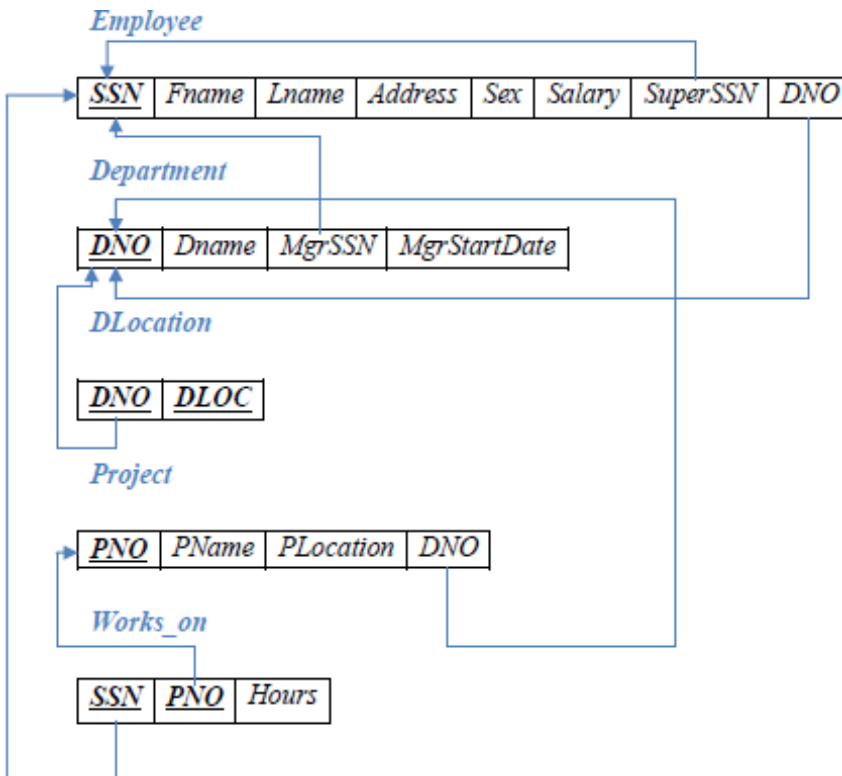 Employee
SSN Fname Lname Address Sex Salary SuperSSN DNO
Department
DNO Dname MgrSSN MgrStartDate
DLocation
DNO DLOC
Project
PNO PName PLocation DNO
Works_on
SSN PNO Hours